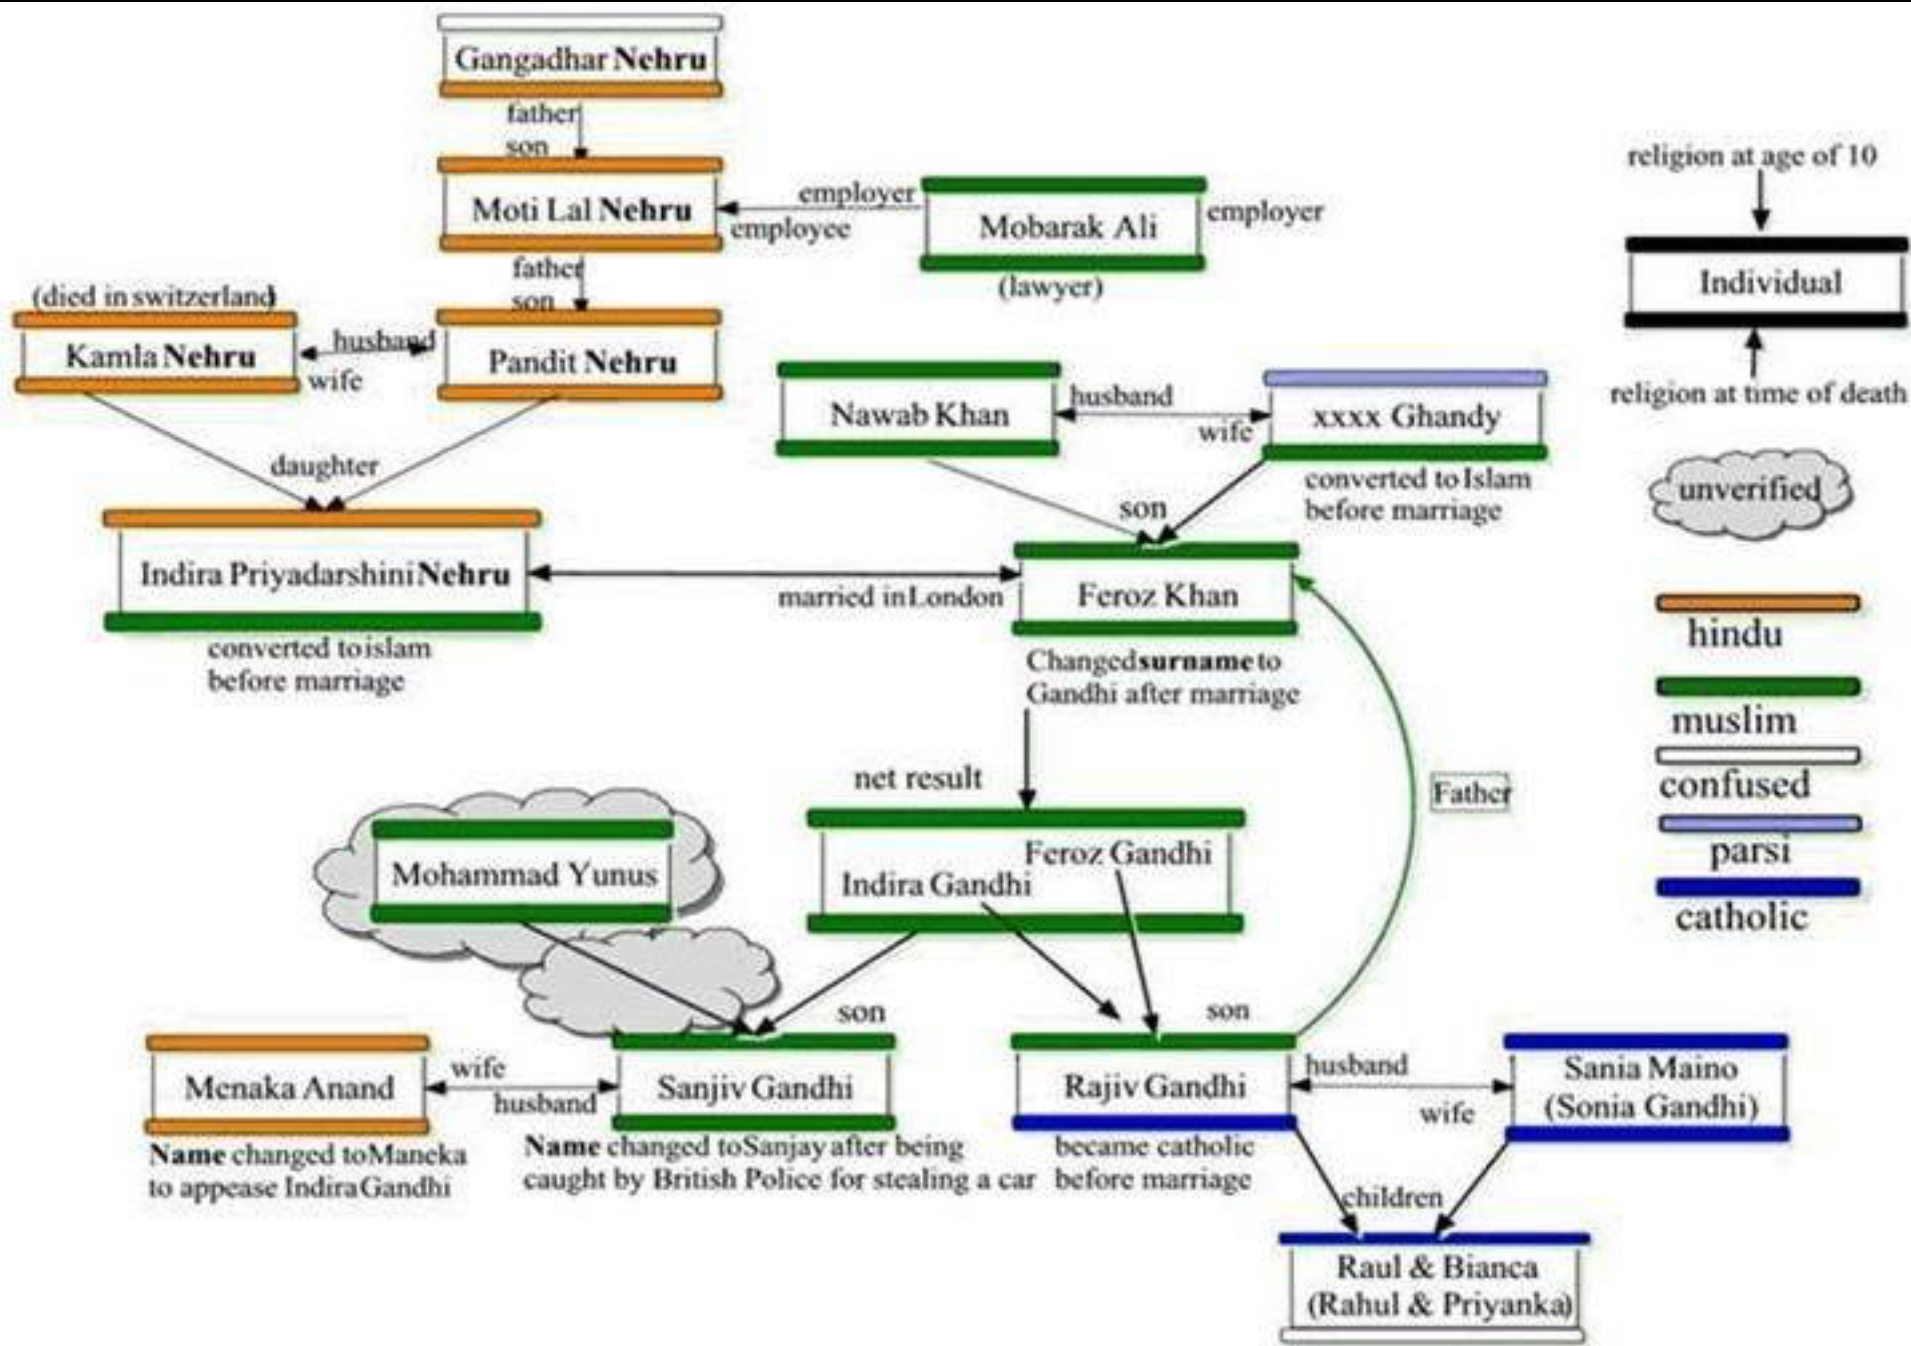 Gangadhar Nehru
father
son
Moti Lal Nehru
employer
employee
Mobarak Ali
employer
(lawyer)
father
son
(died in switzerland)
Kamla Nehru
husband
wife
Pandit Nehru
daughter
Nawab Khan
husband
wife
xxxx Ghandy
converted to Islam
before marriage
son
Indira Priyadarshini Nehru
converted to islam
before marriage
married in London
Feroz Khan
Changed surname to
Gandhi after marriage
net result
Father
Mohammad Yunus
Feroz Gandhi
Indira Gandhi
son
son
Menaka Anand
wife
husband
Sanjiv Gandhi
Rajiv Gandhi
husband
wife
Sania Maino
(Sonia Gandhi)
Name changed to Maneka
to appease Indira Gandhi
Name changed to Sanjay after being
caught by British Police for stealing a car
became catholic
before marriage
children
Raul & Bianca
(Rahul & Priyanka)
religion at age of 10
Individual
religion at time of death
unverified
hindu
muslim
confused
parsi
catholic